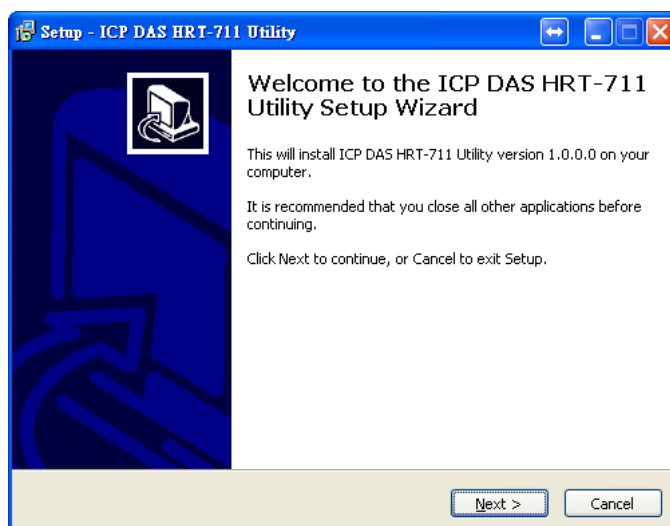 Setup - ICP DAS HRT-711 Utility
Welcome to the ICP DAS HRT-711
Utility Setup Wizard
This will install ICP DAS HRT-711 Utility version 1.0.0.0 on your
computer.
It is recommended that you close all other applications before
continuing.
Click Next to continue, or Cancel to exit Setup.
Next >
Cancel